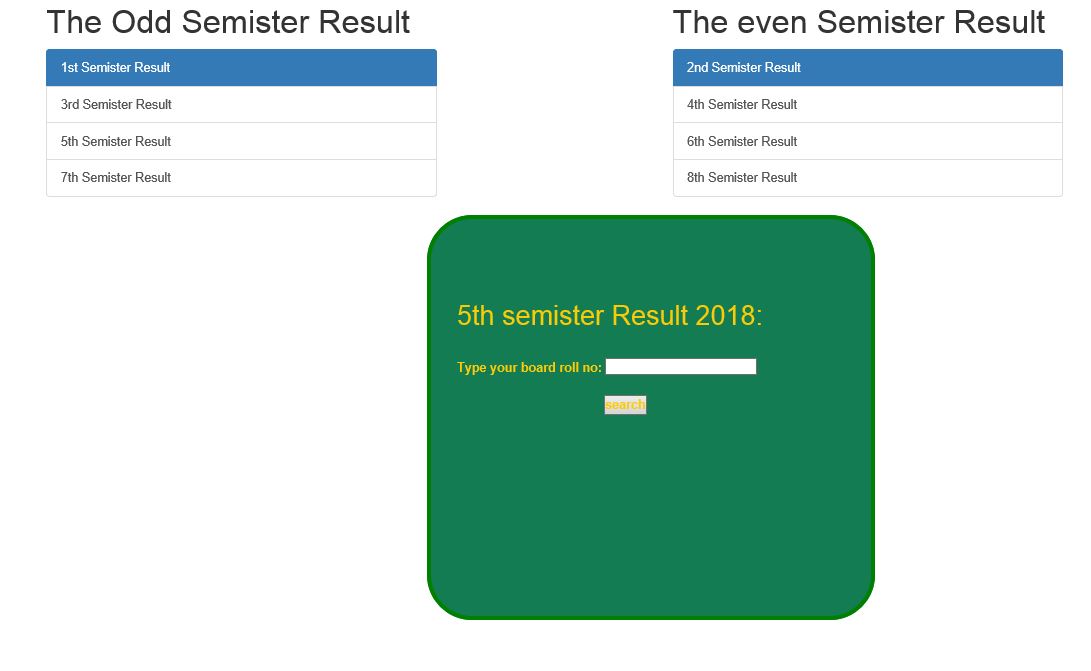 The Odd Semister Result
1st Semister Result
3rd Semister Result
5th Semister Result
7th Semister Result
The even Semister Result
2nd Semister Result
4th Semister Result
6th Semister Result
8th Semister Result
5th semister Result 2018:
Type your board roll no:
search